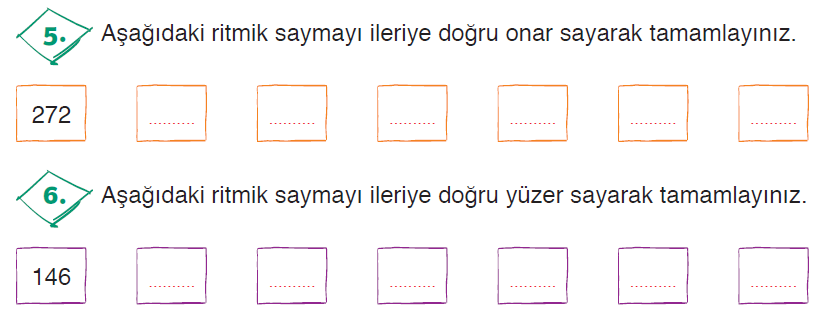 5. Aşağıdaki ritmik saymayı ileriye doğru onar sayarak tamamlayınız.
272 .......... .......... .......... .......... .......... ..........
6. Aşağıdaki ritmik saymayı ileriye doğru yüzer sayarak tamamlayınız.
146 .......... .......... .......... .......... .......... ..........